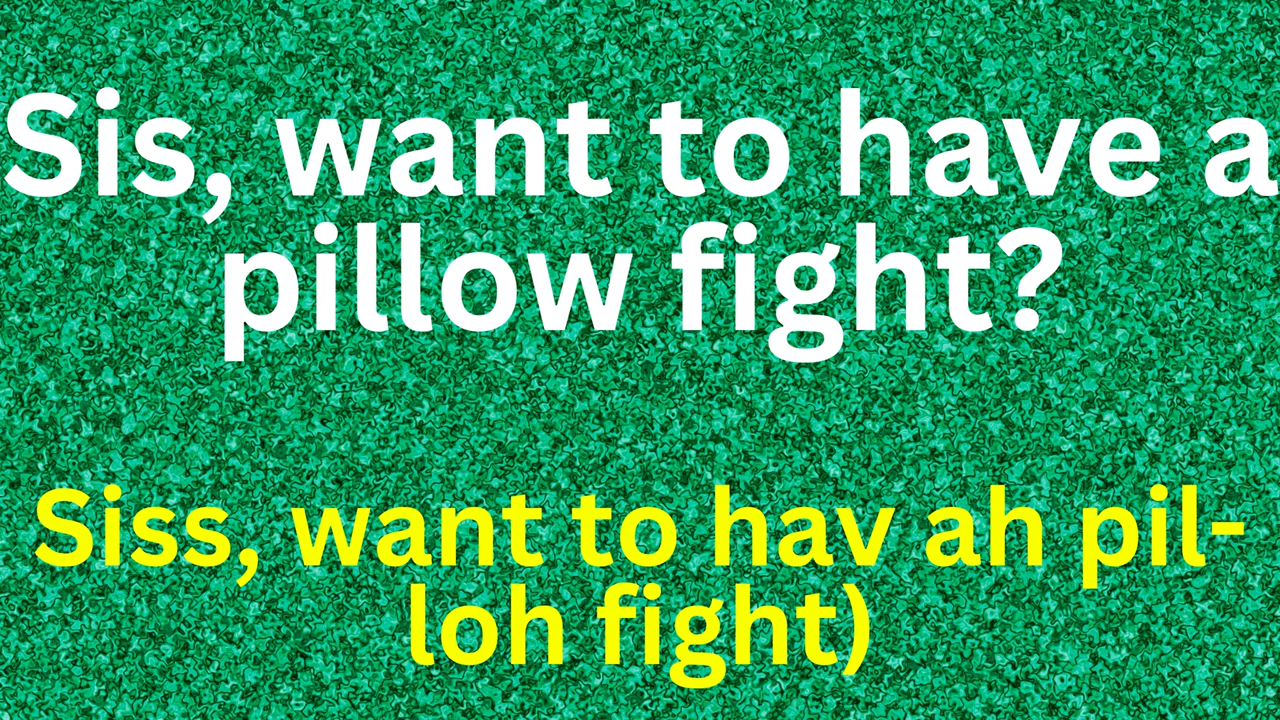 Sis, want to have a
pillow fight?
Siss, want to hav ah pil-
loh fight)